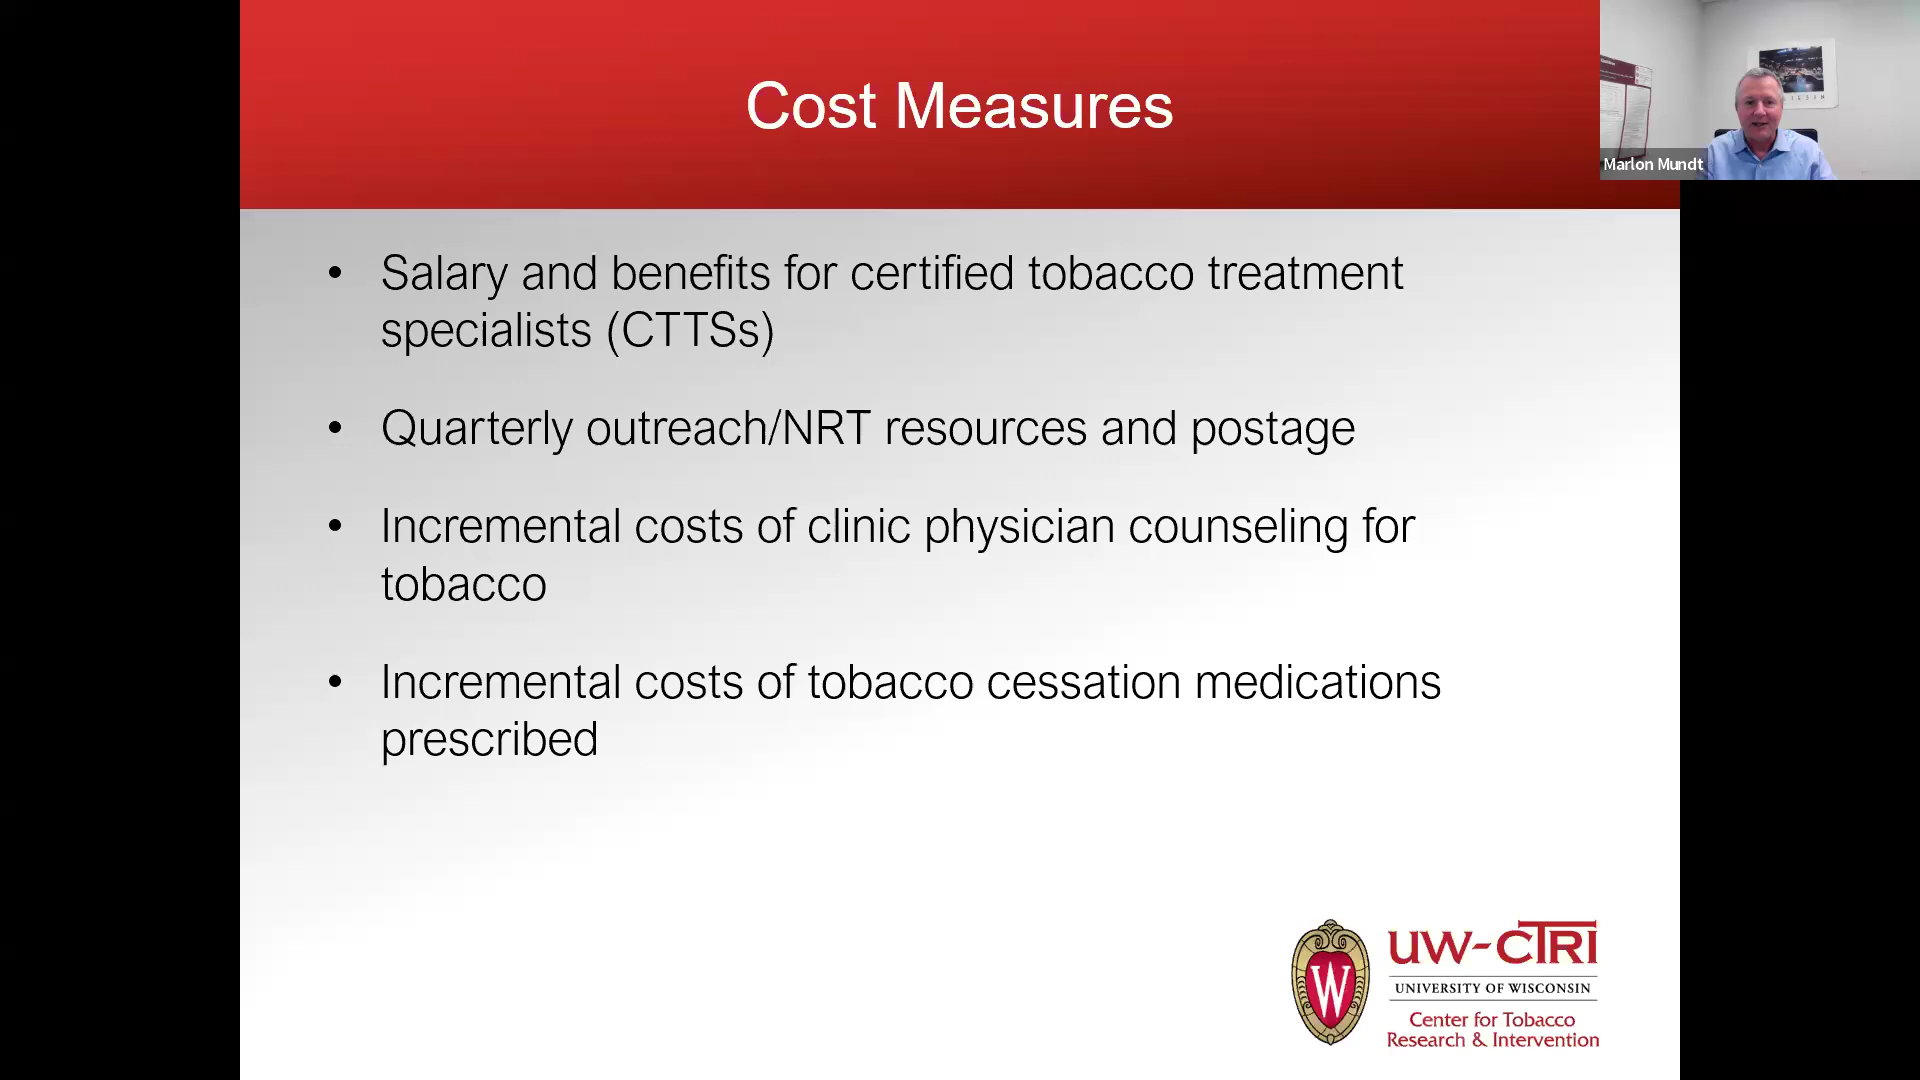 Cost Measures
Marlon Mundt
• Salary and benefits for certified tobacco treatment
specialists (CTTSs)
• Quarterly outreach/NRT resources and postage
• Incremental costs of clinic physician counseling for
tobacco
• Incremental costs of tobacco cessation medications
prescribed
W
UW-CTRI
UNIVERSITY OF WISCONSIN
Center for Tobacco
Research & Intervention